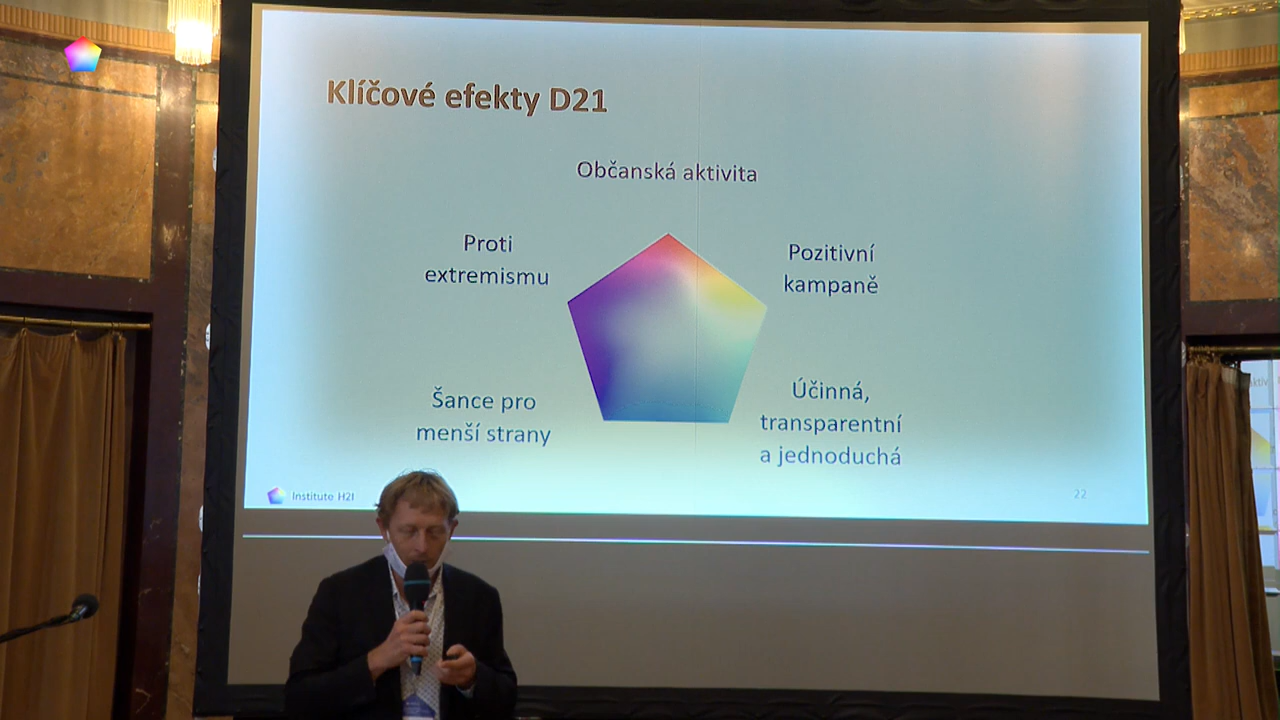 Klíčové efekty D21
Občanská aktivita
Proti
extremismu
Pozitivní
kampaně
Šance pro
menší strany
Účinná,
transparentní
a jednoduchá
Institute H21
22